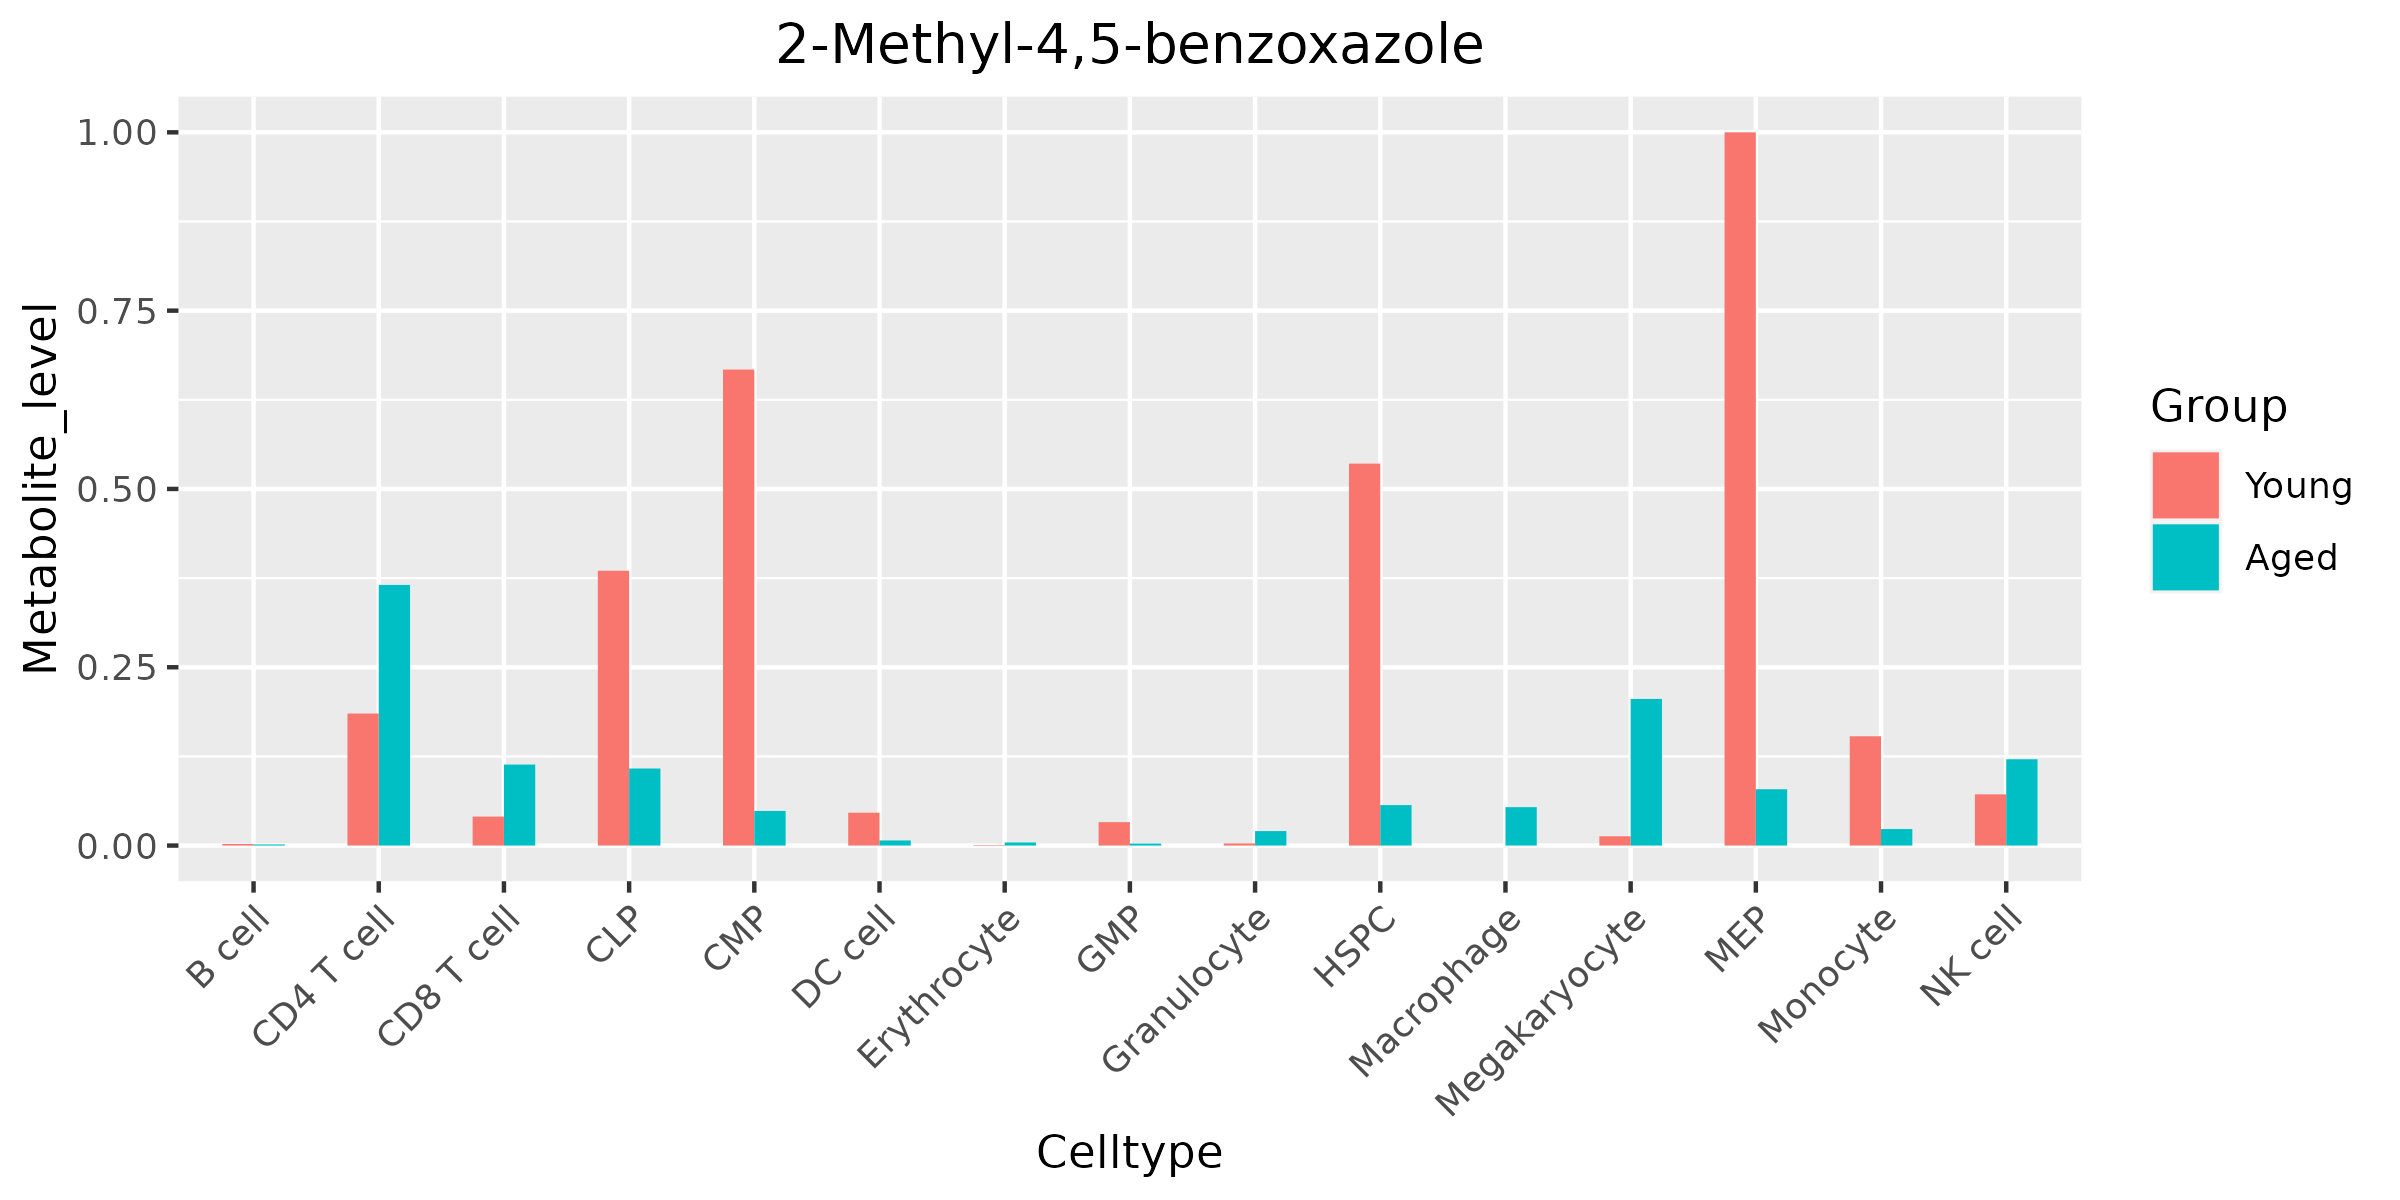 2-Methyl-4,5-benzoxazole
Metabolite_level
1.00
0.75
0.50
0.25
0.00
B cell
CD4 T cell
CD8 T cell
CLP
CMP
DC cell
Erythrocyte
GMP
Granulocyte
HSPC
Macrophage
Megakaryocyte
MEP
Monocyte
NK cell
Celltype
Group
Young
Aged